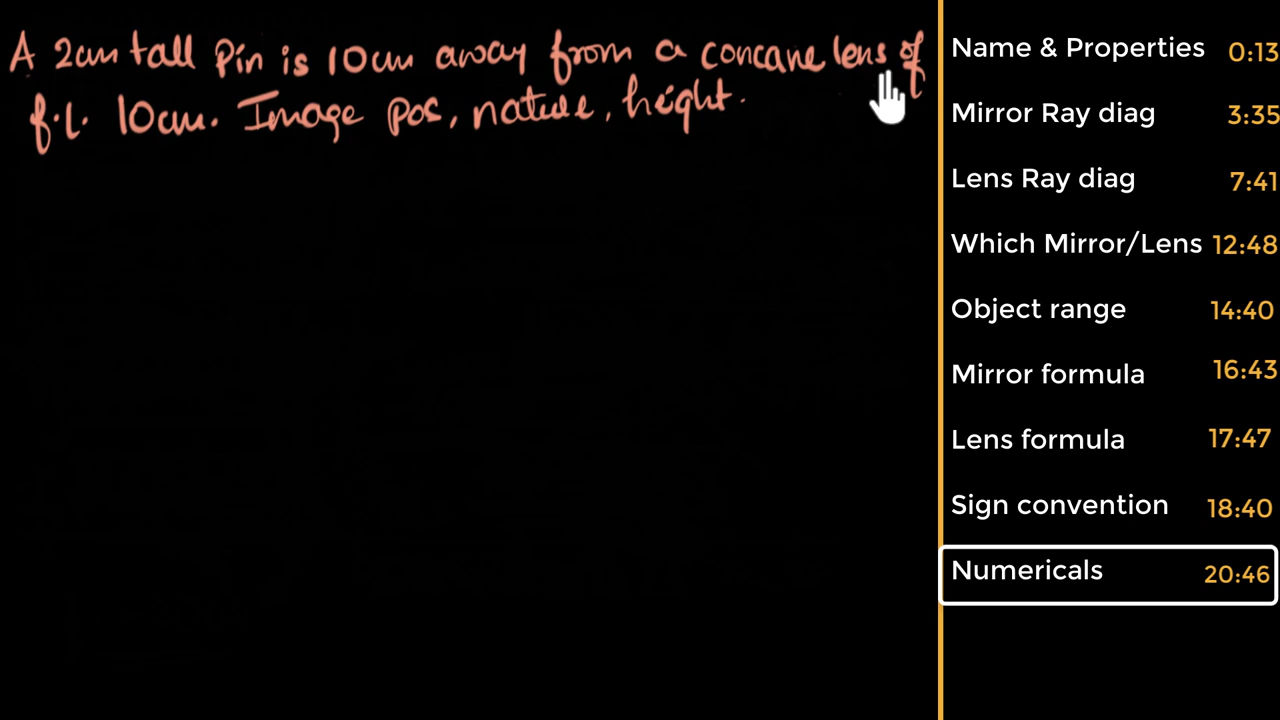 A 2cm tall pin is 10cm away from a concave lens of
f.l. 10cm. Image pos, nature, height.
Name & Properties 0:13
Mirror Ray diag 3:35
Lens Ray diag 7:41
Which Mirror/Lens 12:48
Object range 14:40
Mirror formula 16:43
Lens formula 17:47
Sign convention 18:40
Numericals 20:46